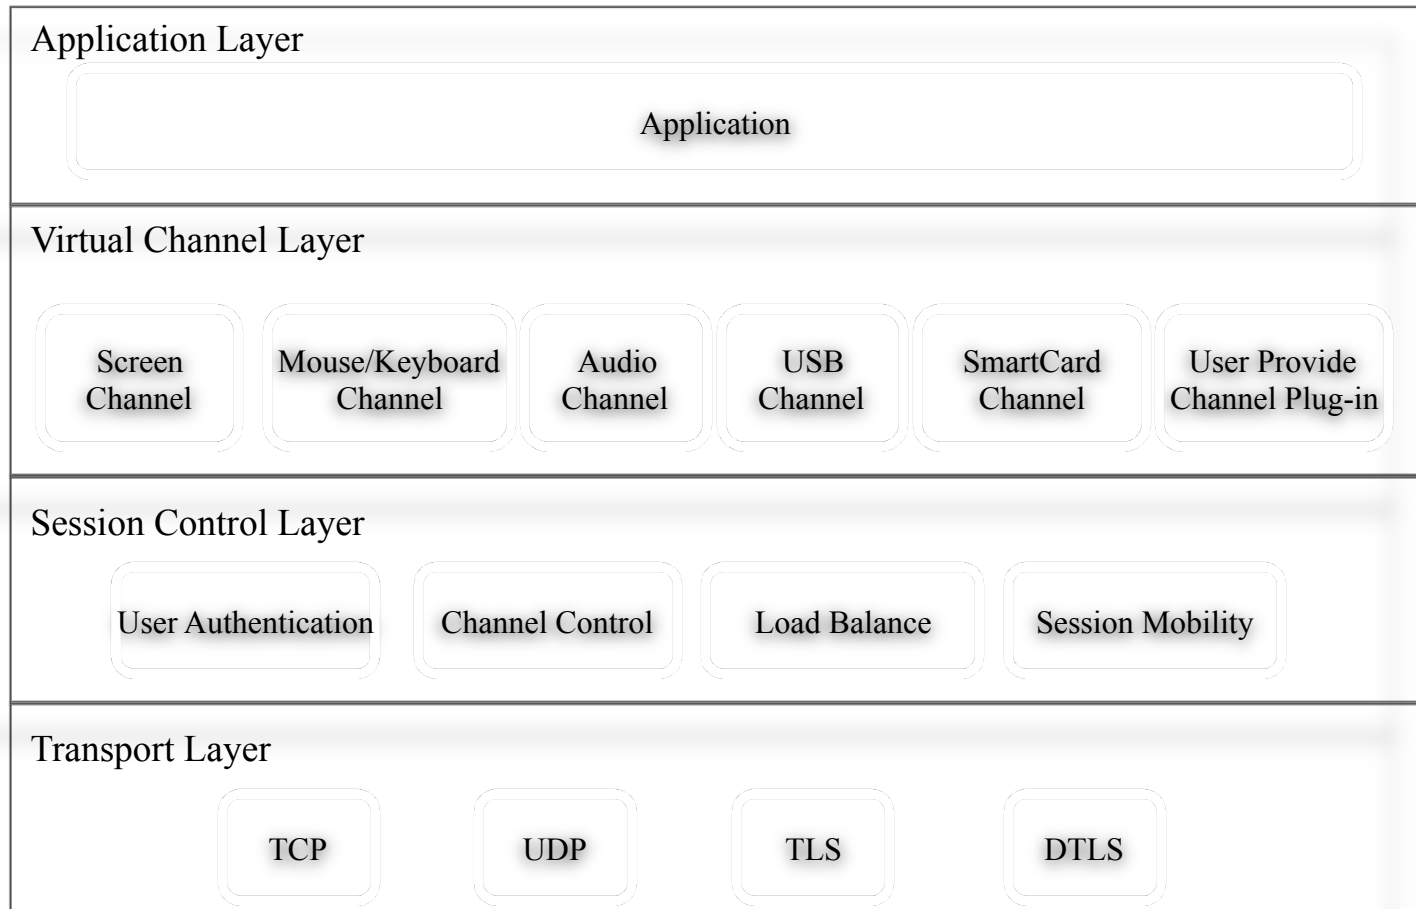 Application Layer
Application
Virtual Channel Layer
Screen
Channel
Mouse/Keyboard
Channel
Audio
Channel
USB
Channel
SmartCard
Channel
User Provide
Channel Plug-in
Session Control Layer
User Authentication
Channel Control
Load Balance
Session Mobility
Transport Layer
TCP
UDP
TLS
DTLS